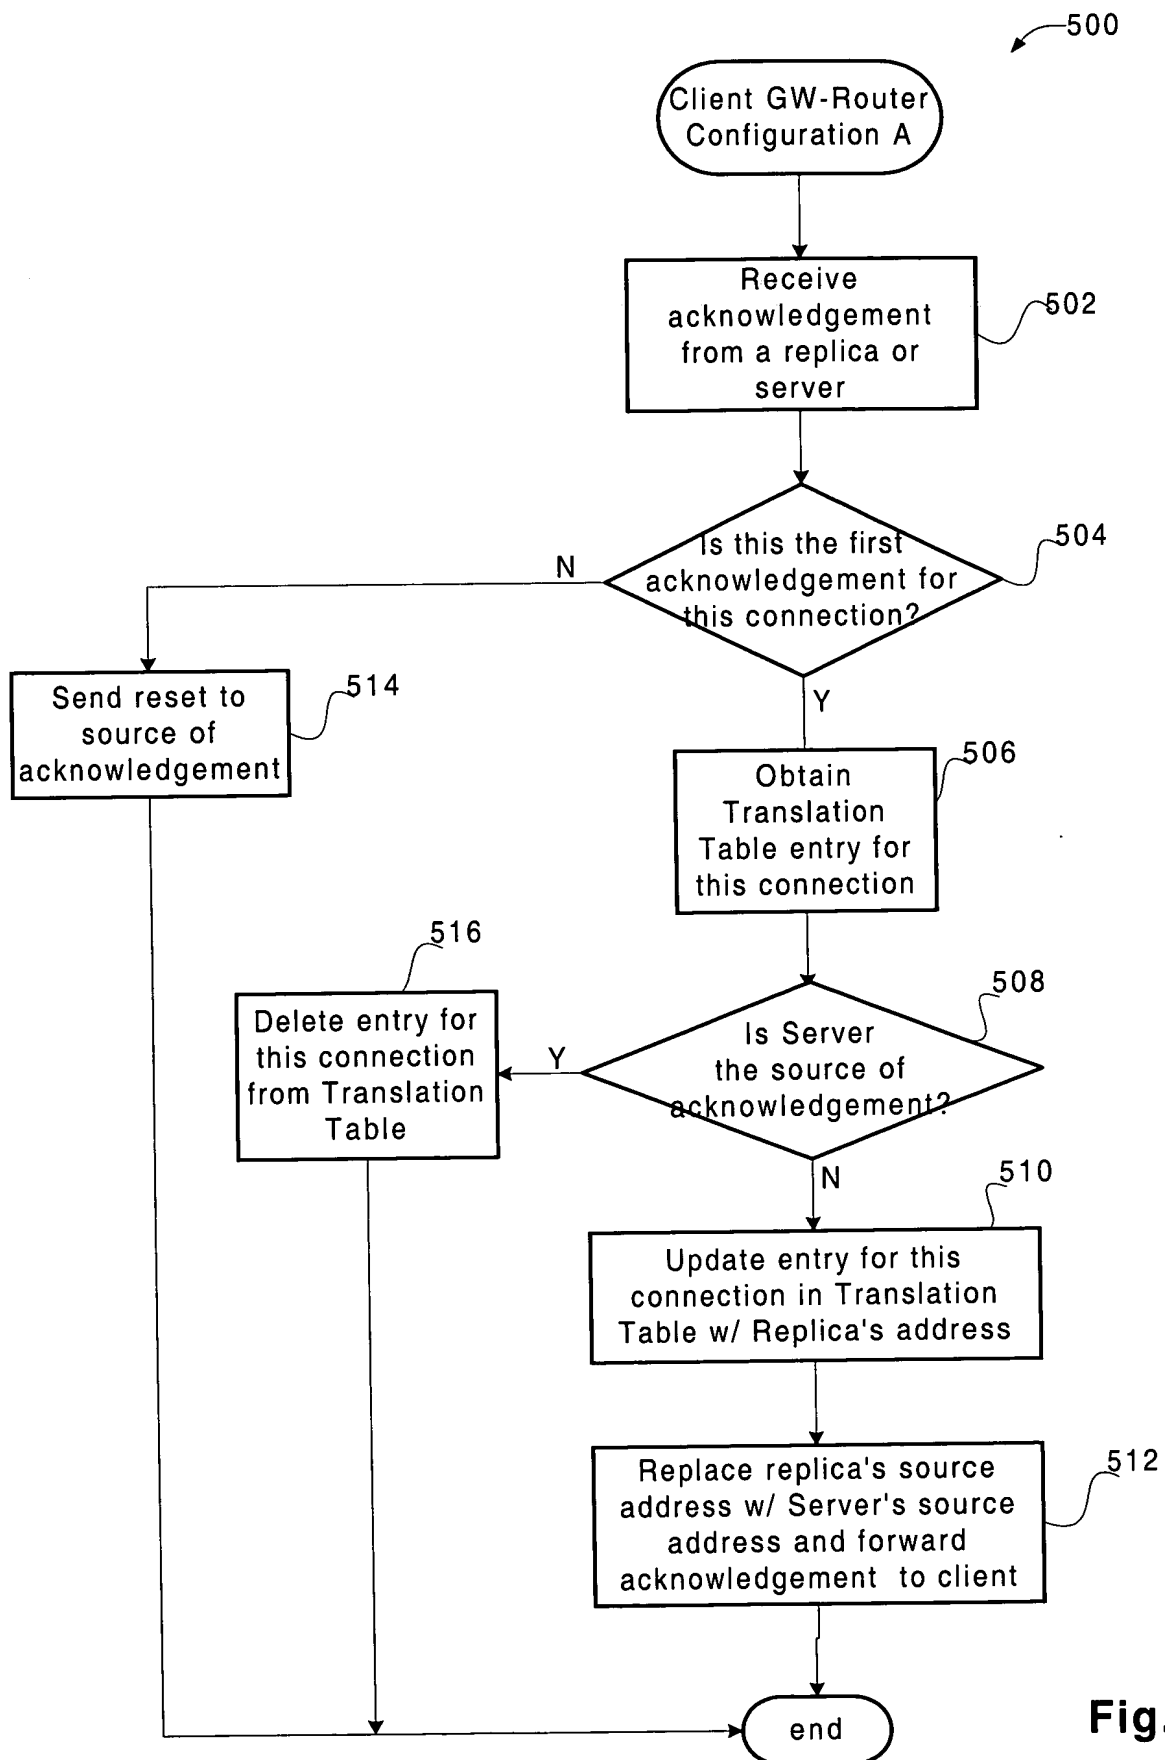 500
Client GW-Router
Configuration A
Receive
acknowledgement
from a replica or
server
502
Is this the first
acknowledgement for
this connection?
504
N
Y
Send reset to
source of
acknowledgement
514
Obtain
Translation
Table entry for
this connection
506
516
Delete entry for
this connection
from Translation
Table
Y
Is Server
the source of
acknowledgement?
508
N
510
Update entry for this
connection in Translation
Table w/ Replica's address
Replace replica's source
address w/ Server's source
address and forward
acknowledgement to client
512
end
Fig.